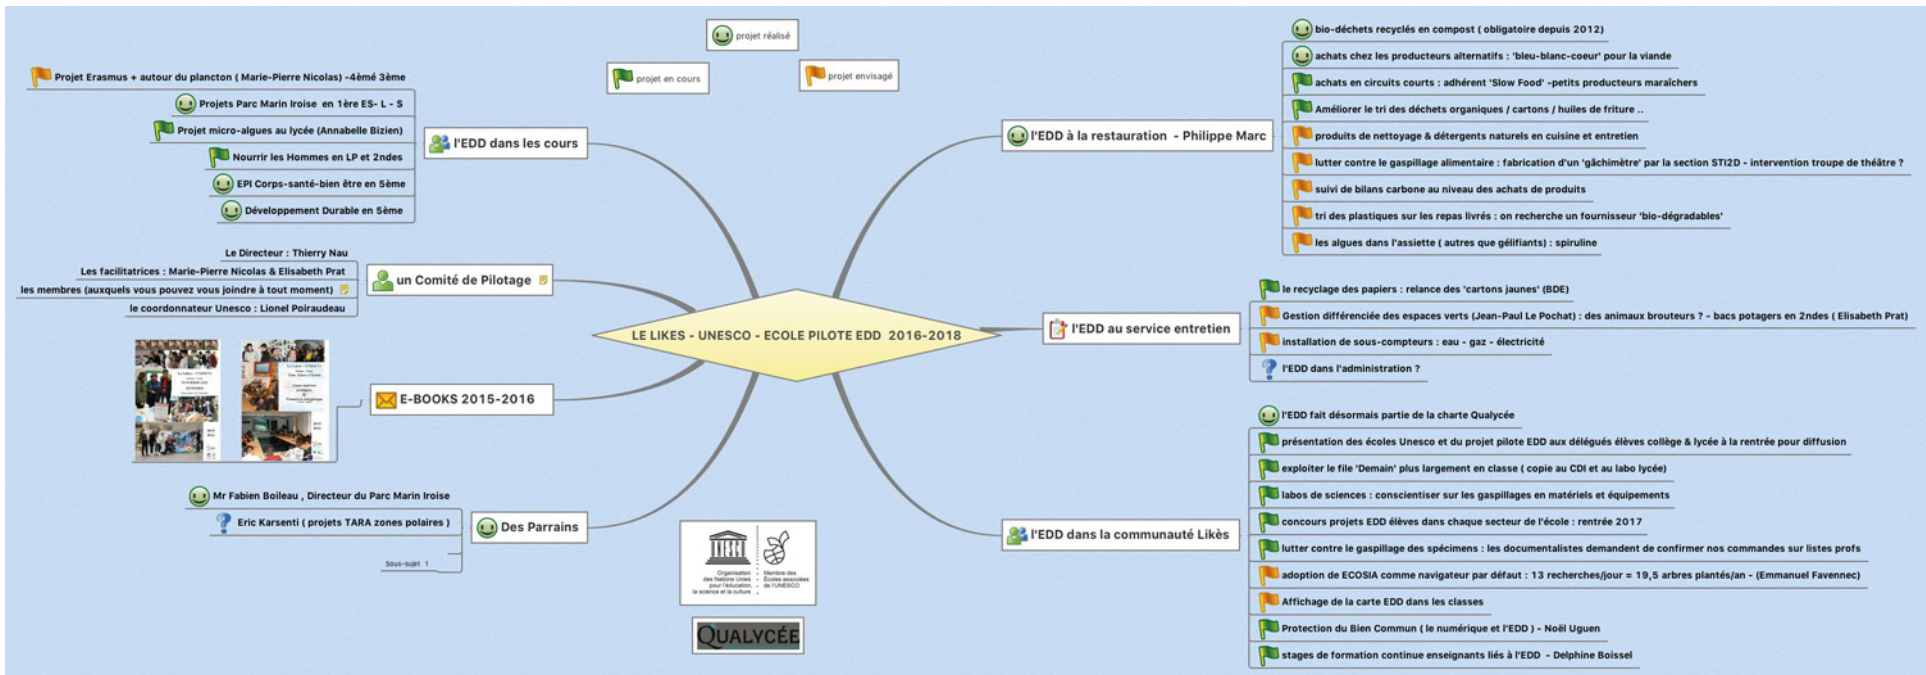 projet réalisé
projet en cours
projet envisagé
LE LIKES - UNESCO - ECOLE PILOTE EDD 2016-2018
l'EDD dans les cours
Projet Erasmus + autour du plancton ( Marie-Pierre Nicolas) -4èmé 3ème
Projets Parc Marin Iroise en 1ère ES- L - S
Projet micro-algues au lycée (Annabelle Bizien)
Nourrir les Hommes en LP et 2ndes
EPI Corps-santé-bien être en 5ème
Développement Durable en 5ème
un Comité de Pilotage
Le Directeur : Thierry Nau
Les facilitatrices : Marie-Pierre Nicolas & Elisabeth Prat
les membres (auxquels vous pouvez vous joindre à tout moment)
le coordonnateur Unesco : Lionel Poiraudeau
E-BOOKS 2015-2016
Des Parrains
Mr Fabien Boileau , Directeur du Parc Marin Iroise
Eric Karsenti ( projets TARA zones polaires )
Sous-sujet 1
l'EDD à la restauration - Philippe Marc
bio-déchets recyclés en compost ( obligatoire depuis 2012)
achats chez les producteurs alternatifs : 'bleu-blanc-coeur' pour la viande
achats en circuits courts : adhérent 'Slow Food' -petits producteurs maraîchers
Améliorer le tri des déchets organiques / cartons / huiles de friture ..
produits de nettoyage & détergents naturels en cuisine et entretien
lutter contre le gaspillage alimentaire : fabrication d'un 'gâchimètre' par la section STI2D - intervention troupe de théâtre ?
suivi de bilans carbone au niveau des achats de produits
tri des plastiques sur les repas livrés : on recherche un fournisseur 'bio-dégradables'
les algues dans l'assiette ( autres que gélifiants) : spiruline
l'EDD au service entretien
le recyclage des papiers : relance des 'cartons jaunes' (BDE)
Gestion différenciée des espaces verts (Jean-Paul Le Pochat) : des animaux brouteurs ? - bacs potagers en 2ndes ( Elisabeth Prat)
installation de sous-compteurs : eau - gaz - électricité
l'EDD dans l'administration ?
l'EDD dans la communauté Likès
l'EDD fait désormais partie de la charte Qualycée
présentation des écoles Unesco et du projet pilote EDD aux délégués élèves collège & lycée à la rentrée pour diffusion
exploiter le file 'Demain' plus largement en classe ( copie au CDI et au labo lycée)
labos de sciences : conscientiser sur les gaspillages en matériels et équipements
concours projets EDD élèves dans chaque secteur de l'école : rentrée 2017
lutter contre le gaspillage des spécimens : les documentalistes demandent de confirmer nos commandes sur listes profs
adoption de ECOSIA comme navigateur par défaut : 13 recherches/jour = 19,5 arbres plantés/an - (Emmanuel Favennec)
Affichage de la carte EDD dans les classes
Protection du Bien Commun ( le numérique et l'EDD ) - Noël Uguen
stages de formation continue enseignants liés à l'EDD - Delphine Boissel
UNESCO
Organisation
des Nations Unies
pour l'éducation,
la science et la culture
Membre des
Écoles associées
de l'UNESCO
QUALYCÉE